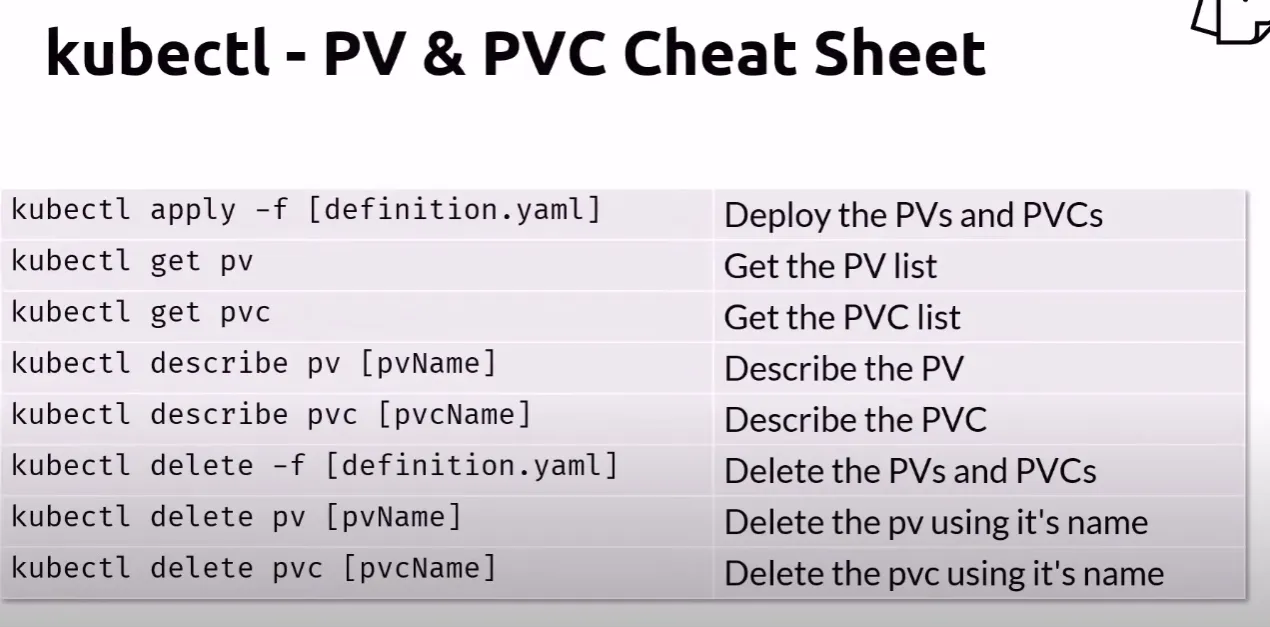 kubectl - PV & PVC Cheat Sheet
kubectl apply -f [definition.yaml] Deploy the PVs and PVCs
kubectl get pv Get the PV list
kubectl get pvc Get the PVC list
kubectl describe pv [pvName] Describe the PV
kubectl describe pvc [pvcName] Describe the PVC
kubectl delete -f [definition.yaml] Delete the PVs and PVCs
kubectl delete pv [pvName] Delete the pv using it's name
kubectl delete pvc [pvcName] Delete the pvc using it's name